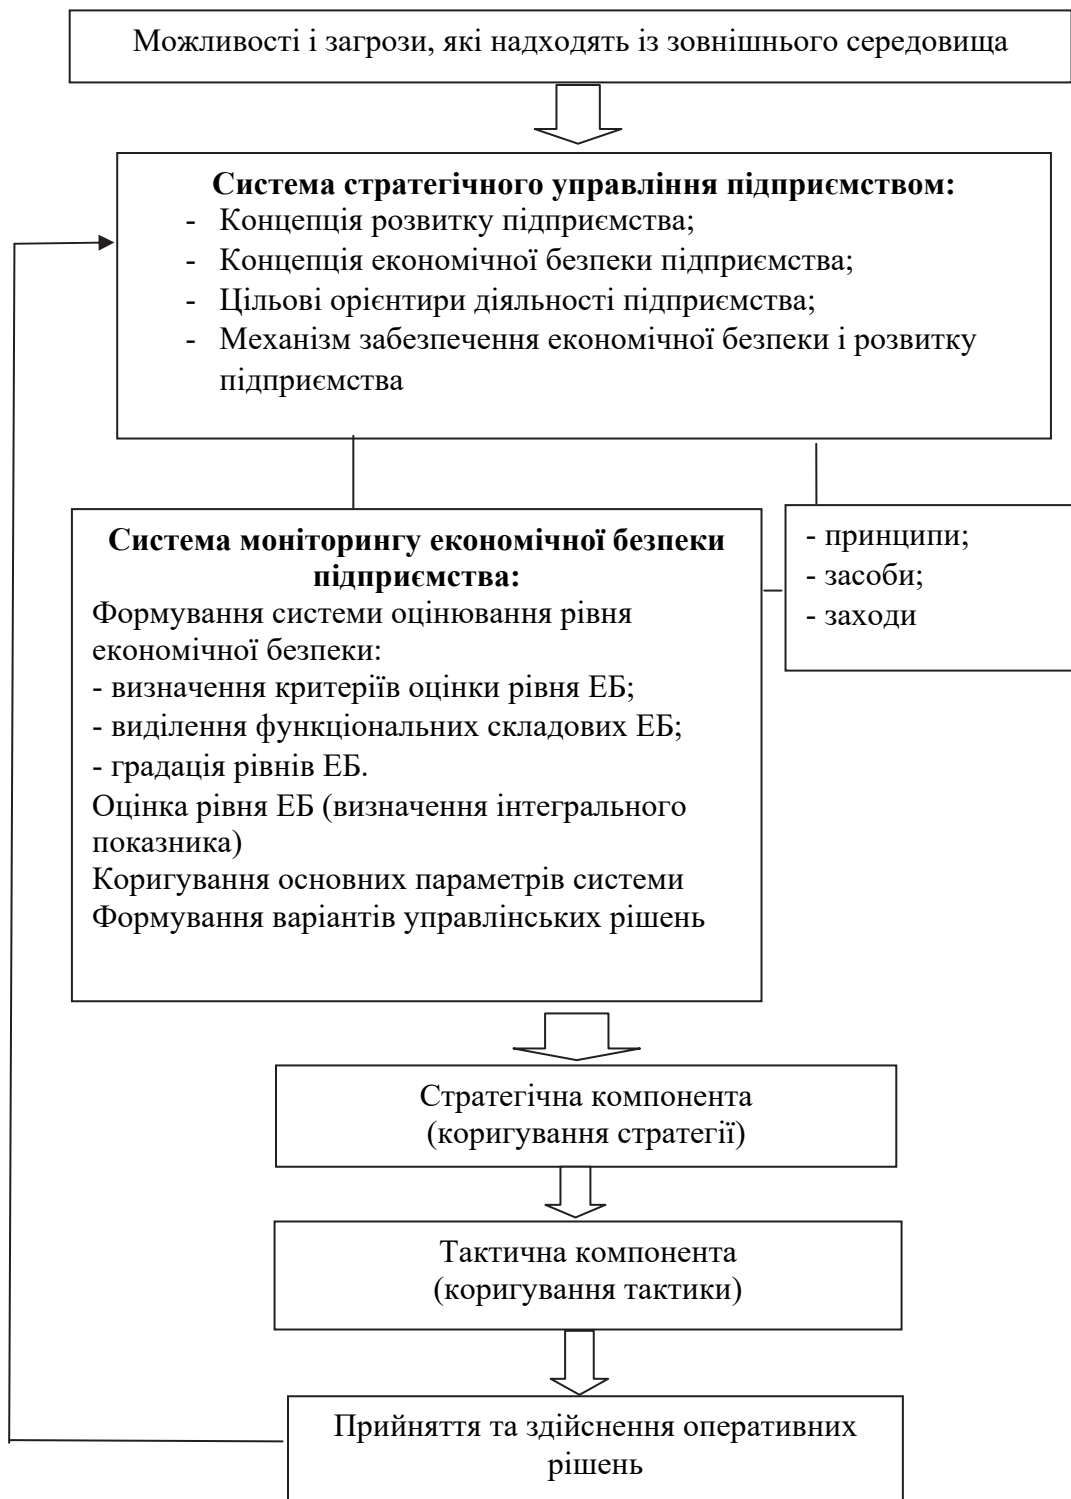 Можливості і загрози, які надходять із зовнішнього середовища
Система стратегічного управління підприємством:
- Концепція розвитку підприємства;
- Концепція економічної безпеки підприємства;
- Цільові орієнтири діяльності підприємства;
- Механізм забезпечення економічної безпеки і розвитку
підприємства
Система моніторингу економічної безпеки
підприємства:
Формування системи оцінювання рівня
економічної безпеки:
- визначення критеріїв оцінки рівня ЕБ;
- виділення функціональних складових ЕБ;
- градація рівнів ЕБ.
Оцінка рівня ЕБ (визначення інтегрального
показника)
Коригування основних параметрів системи
Формування варіантів управлінських рішень
- принципи;
- засоби;
- заходи
Стратегічна компонента
(коригування стратегії)
Тактична компонента
(коригування тактики)
Прийняття та здійснення оперативних
рішень